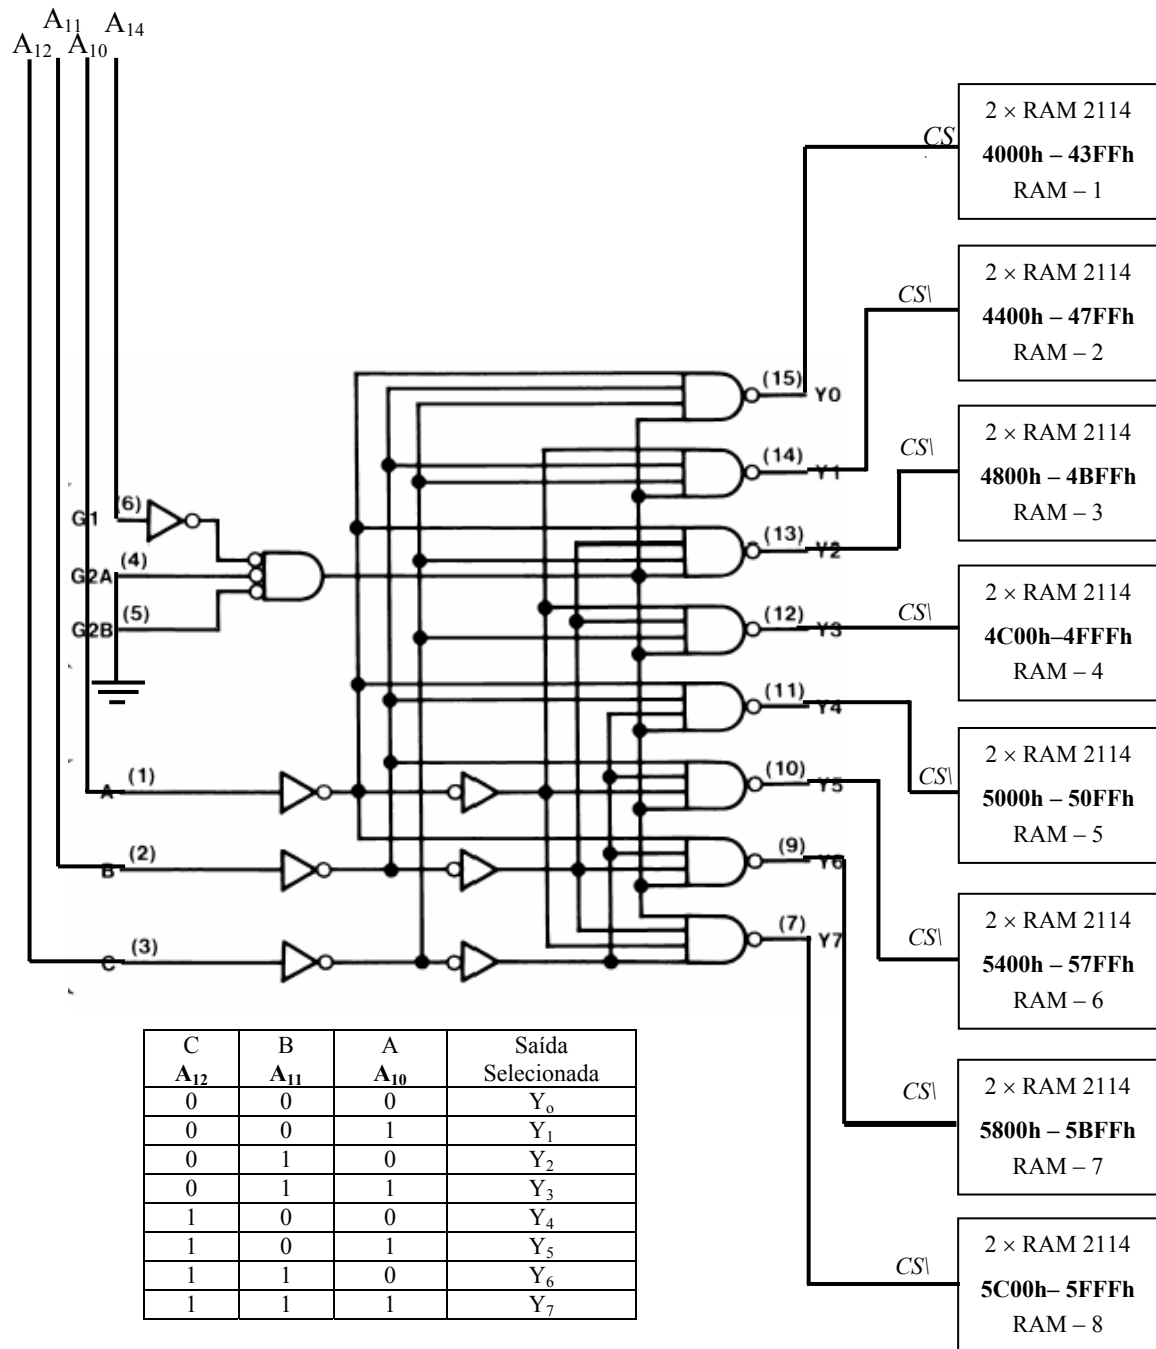 A11
A14
A12 A10
2 × RAM 2114
CS
4000h – 43FFh
RAM – 1
2 × RAM 2114
CS\
4400h – 47FFh
RAM – 2
(15) Y0
2 × RAM 2114
CS\
(14) Y1
4800h – 4BFFh
RAM – 3
G1 (6)
(13) Y2
G2A (4)
2 × RAM 2114
CS\
G2B (5)
(12) Y3
4C00h–4FFFh
RAM – 4
(11) Y4
2 × RAM 2114
CS\
A (1)
(10) Y5
5000h – 50FFh
RAM – 5
B (2)
(9) Y6
2 × RAM 2114
C (3)
(7) Y7
CS\
5400h – 57FFh
RAM – 6
C B A Saída
A12 A11 A10 Selecionada
0 0 0 Yo
0 0 1 Y1
0 1 0 Y2
0 1 1 Y3
1 0 0 Y4
1 0 1 Y5
1 1 0 Y6
1 1 1 Y7
2 × RAM 2114
CS\
5800h – 5BFFh
RAM – 7
2 × RAM 2114
CS\
5C00h– 5FFFh
RAM – 8